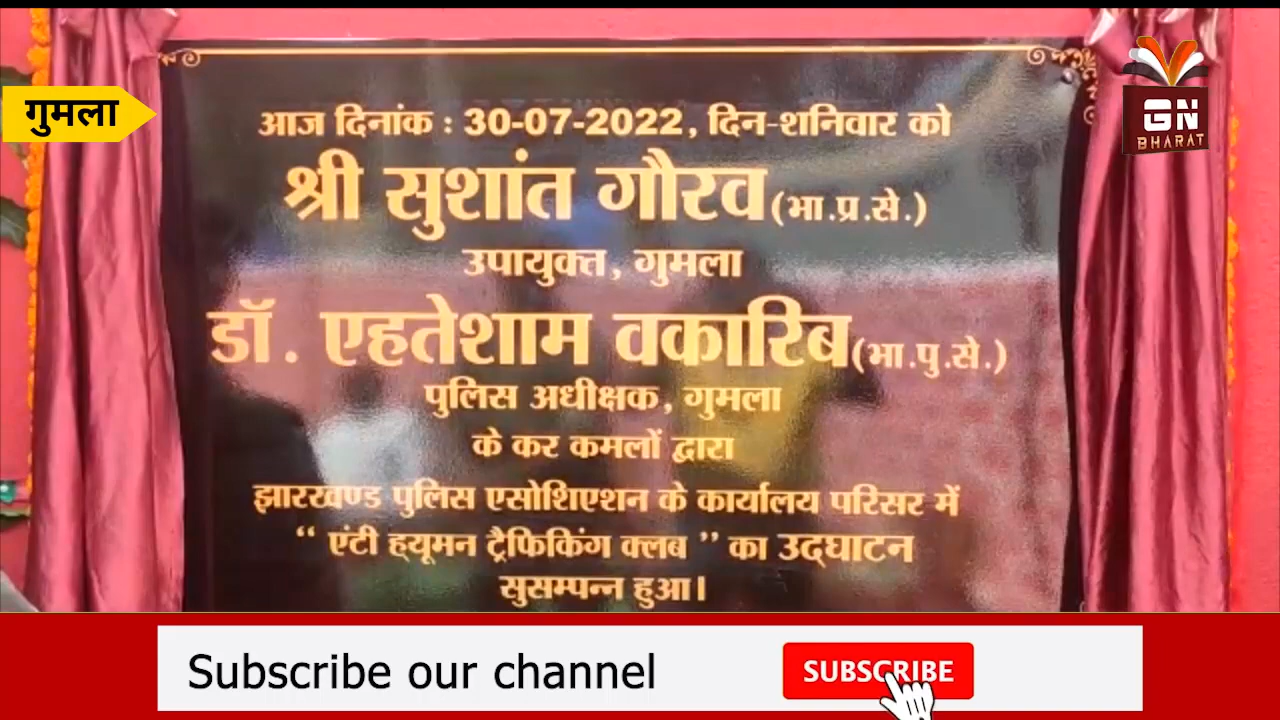 गुमला
GN
BHARAT
आज दिनांक : 30-07-2022, दिन-शनिवार को
श्री सुशांत गौरव (भा.प्र.से.)
उपायुक्त, गुमला
डॉ. एहतेशाम वकारिब (भा.पु.से.)
पुलिस अधीक्षक, गुमला
के कर कमलों द्वारा
झारखण्ड पुलिस एसोशिएशन के कार्यालय परिसर में
“ एंटी ह्यूमन ट्रैफिकिंग क्लब ” का उद्घाटन
सुसम्पन्न हुआ।
Subscribe our channel
SUBSCRIBE